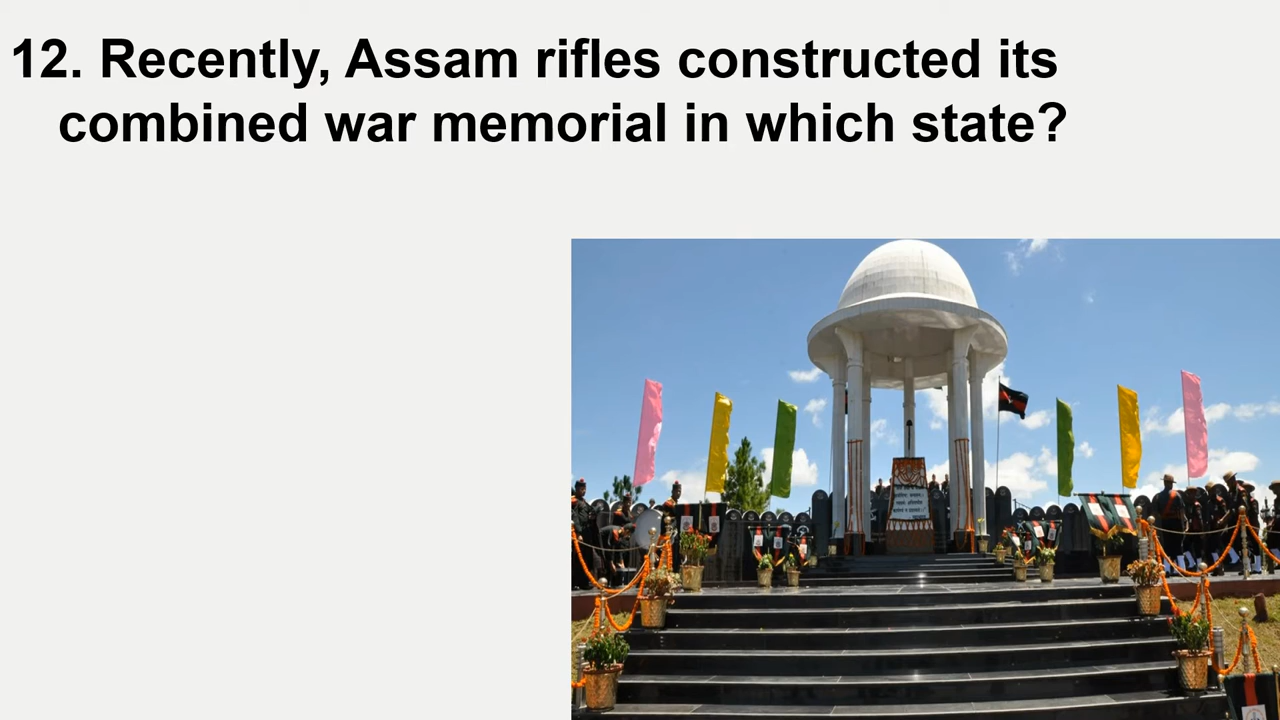 12. Recently, Assam rifles constructed its
combined war memorial in which state?